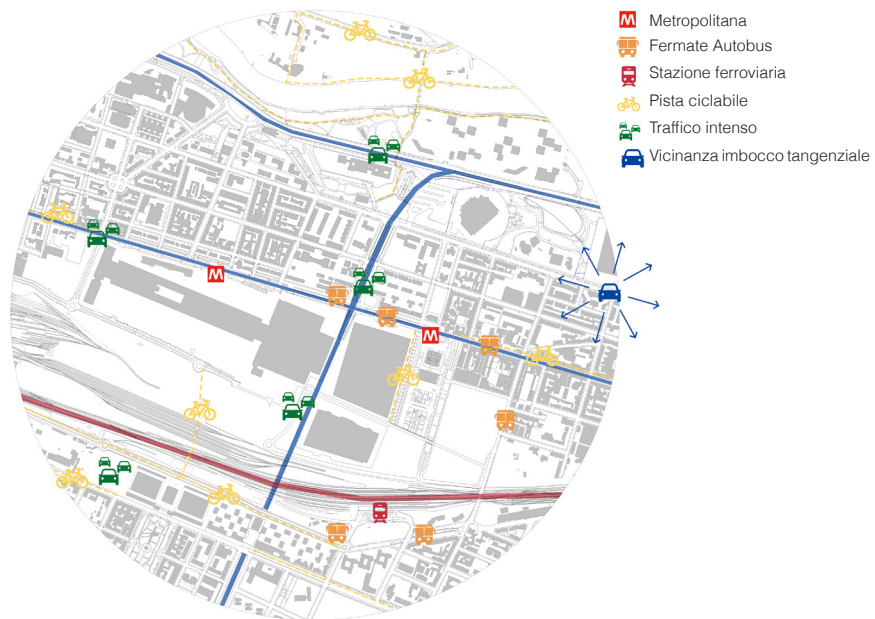 M Metropolitana
Fermate Autobus
Stazione ferroviaria
Pista ciclabile
Traffico intenso
Vicinanza imbocco tangenziale
M
M